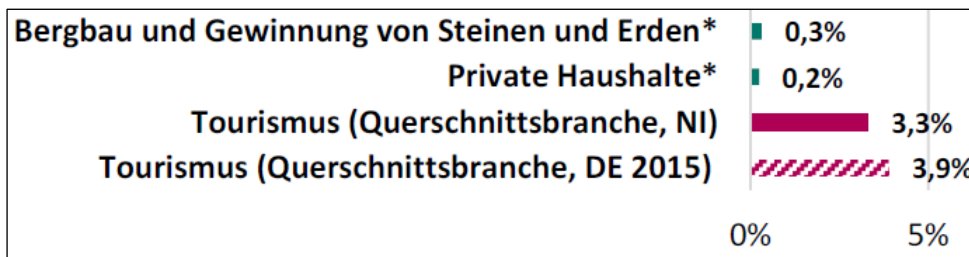 Bergbau und Gewinnung von Steinen und Erden* 0,3%
Private Haushalte* 0,2%
Tourismus (Querschnittsbranche, NI) 3,3%
Tourismus (Querschnittsbranche, DE 2015) 3,9%
0% 5%